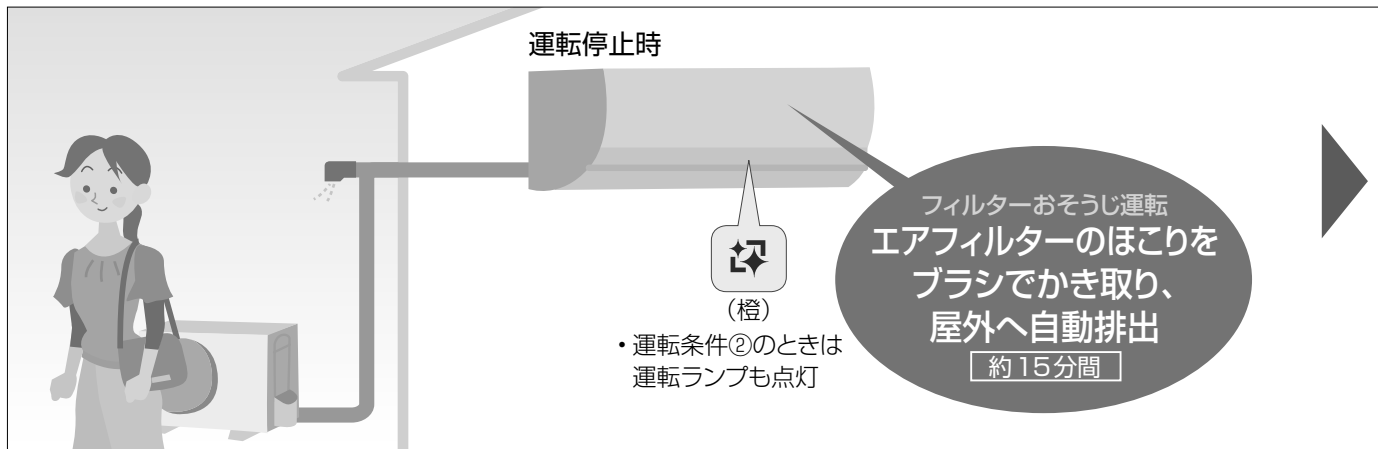 運転停止時
フィルターおそうじ運転
エアフィルターのほこりを
ブラシでかき取り、
屋外へ自動排出
約15分間
（橙）
・運転条件②のときは
運転ランプも点灯